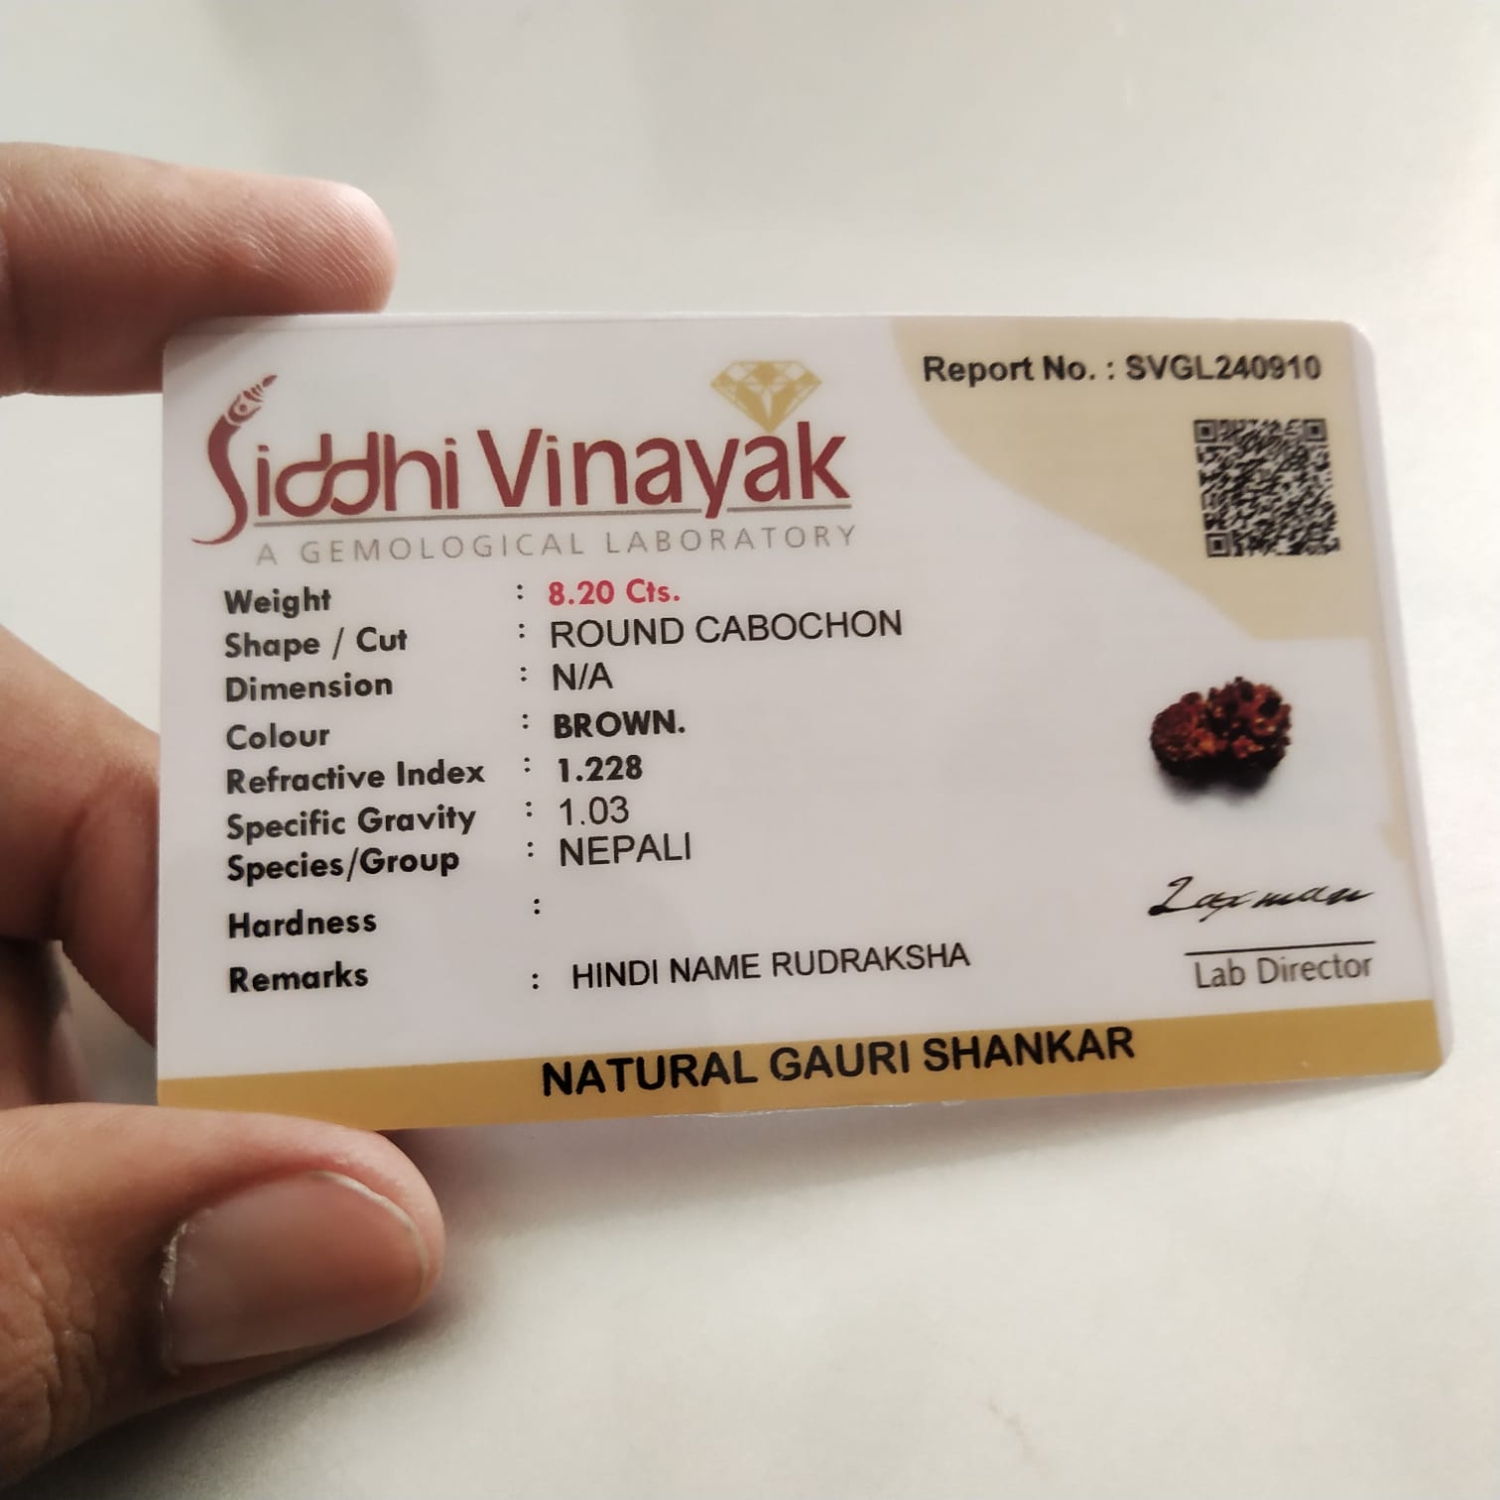 Report No. : SVGL240910
Siddhi Vinayak
A GEMOLOGICAL LABORATORY
Weight : 8.20 Cts.
Shape / Cut : ROUND CABOCHON
Dimension : N/A
Colour : BROWN.
Refractive Index : 1.228
Specific Gravity : 1.03
Species/Group : NEPALI
Hardness :
Remarks : HINDI NAME RUDRAKSHA
Laxman
Lab Director
NATURAL GAURI SHANKAR